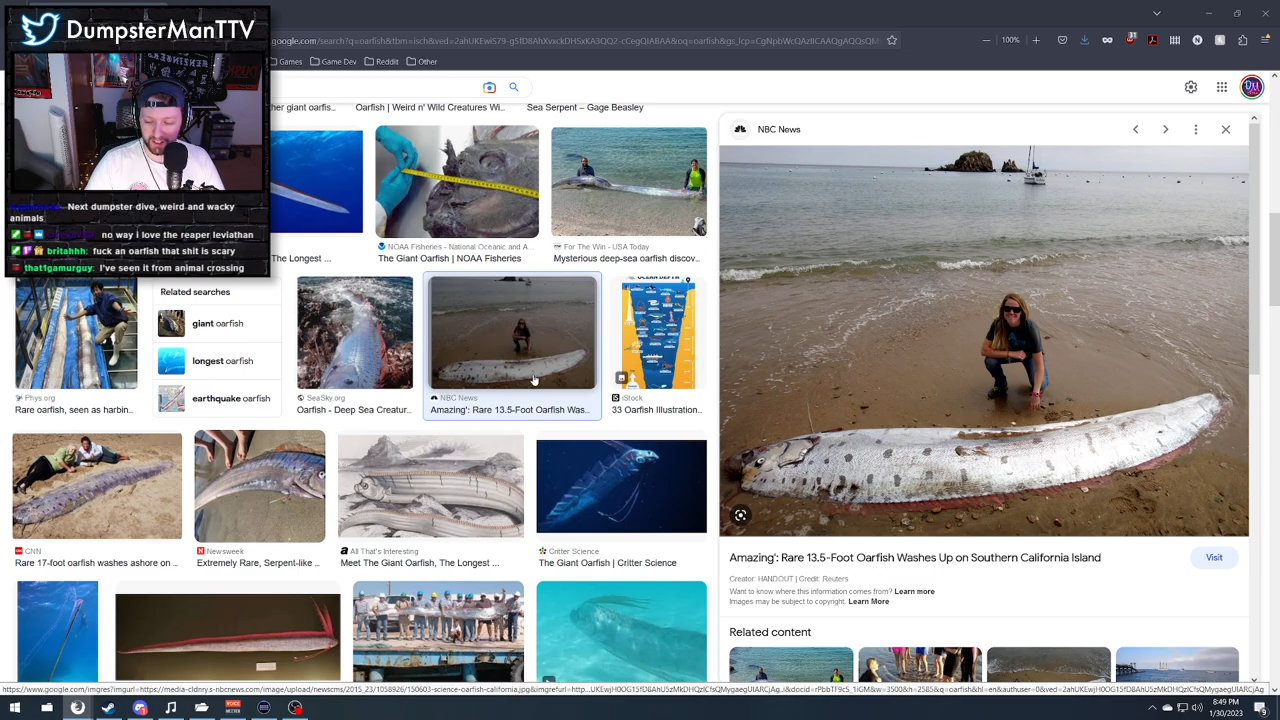 DumpsterManTTV
100%
Games
Game Dev
Reddit
Other
Next dumpster dive, weird and wacky
animals
no way i love the reaper leviathan
britahhh: fuck an oarfish that shit is scary
that1gamurguy: I've seen it from animal crossing
her giant oarfis...
Oarfish | Weird n' Wild Creatures Wi...
Sea Serpent – Gage Beasley
The Longest ...
NOAA Fisheries - National Oceanic and A...
The Giant Oarfish | NOAA Fisheries
For The Win - USA Today
Mysterious deep-sea oarfish discov...
Phys.org
Rare oarfish, seen as harbin...
Related searches
giant oarfish
longest oarfish
earthquake oarfish
SeaSky.org
Oarfish - Deep Sea Creatur...
NBC News
Amazing': Rare 13.5-Foot Oarfish Was...
OCEAN DEPTH
iStock
33 Oarfish Illustration...
CNN
Rare 17-foot oarfish washes ashore on ...
Newsweek
Extremely Rare, Serpent-like ...
All That's Interesting
Meet The Giant Oarfish, The Longest ...
Critter Science
The Giant Oarfish | Critter Science
NBC News
Amazing': Rare 13.5-Foot Oarfish Washes Up on Southern California Island
Visit
Creator: HANDOUT | Credit: Reuters
Want to know where this information comes from? Learn more
Images may be subject to copyright. Learn More
Related content
8:49 PM
1/30/2023